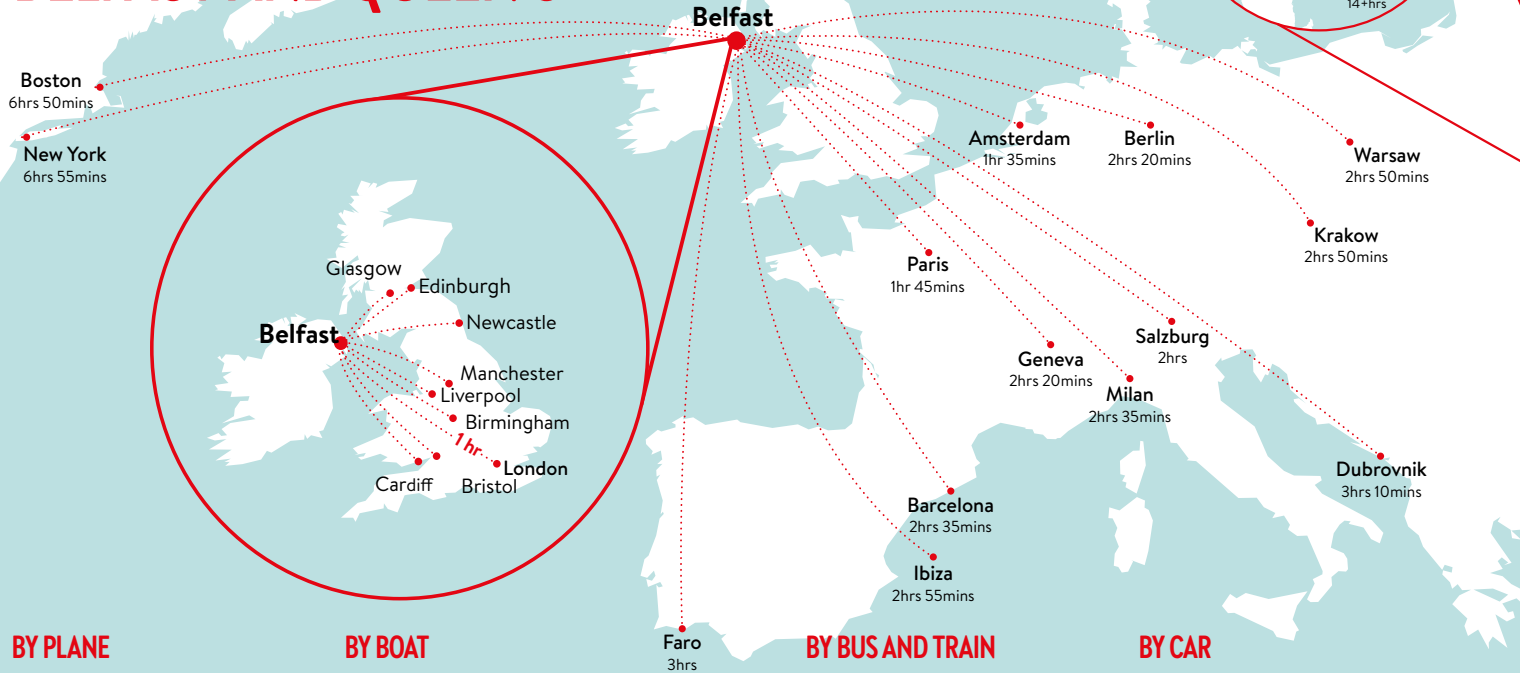 14+hrs
Belfast
Boston
6hrs 50mins
New York
6hrs 55mins
Amsterdam
1hr 35mins
Berlin
2hrs 20mins
Warsaw
2hrs 50mins
Krakow
2hrs 50mins
Paris
1hr 45mins
Glasgow
Edinburgh
Newcastle
Belfast
Manchester
Liverpool
Birmingham
1 hr
London
Cardiff
Bristol
Salzburg
2hrs
Geneva
2hrs 20mins
Milan
2hrs 35mins
Dubrovnik
3hrs 10mins
Barcelona
2hrs 35mins
Ibiza
2hrs 55mins
Faro
3hrs
BY PLANE
BY BOAT
BY BUS AND TRAIN
BY CAR